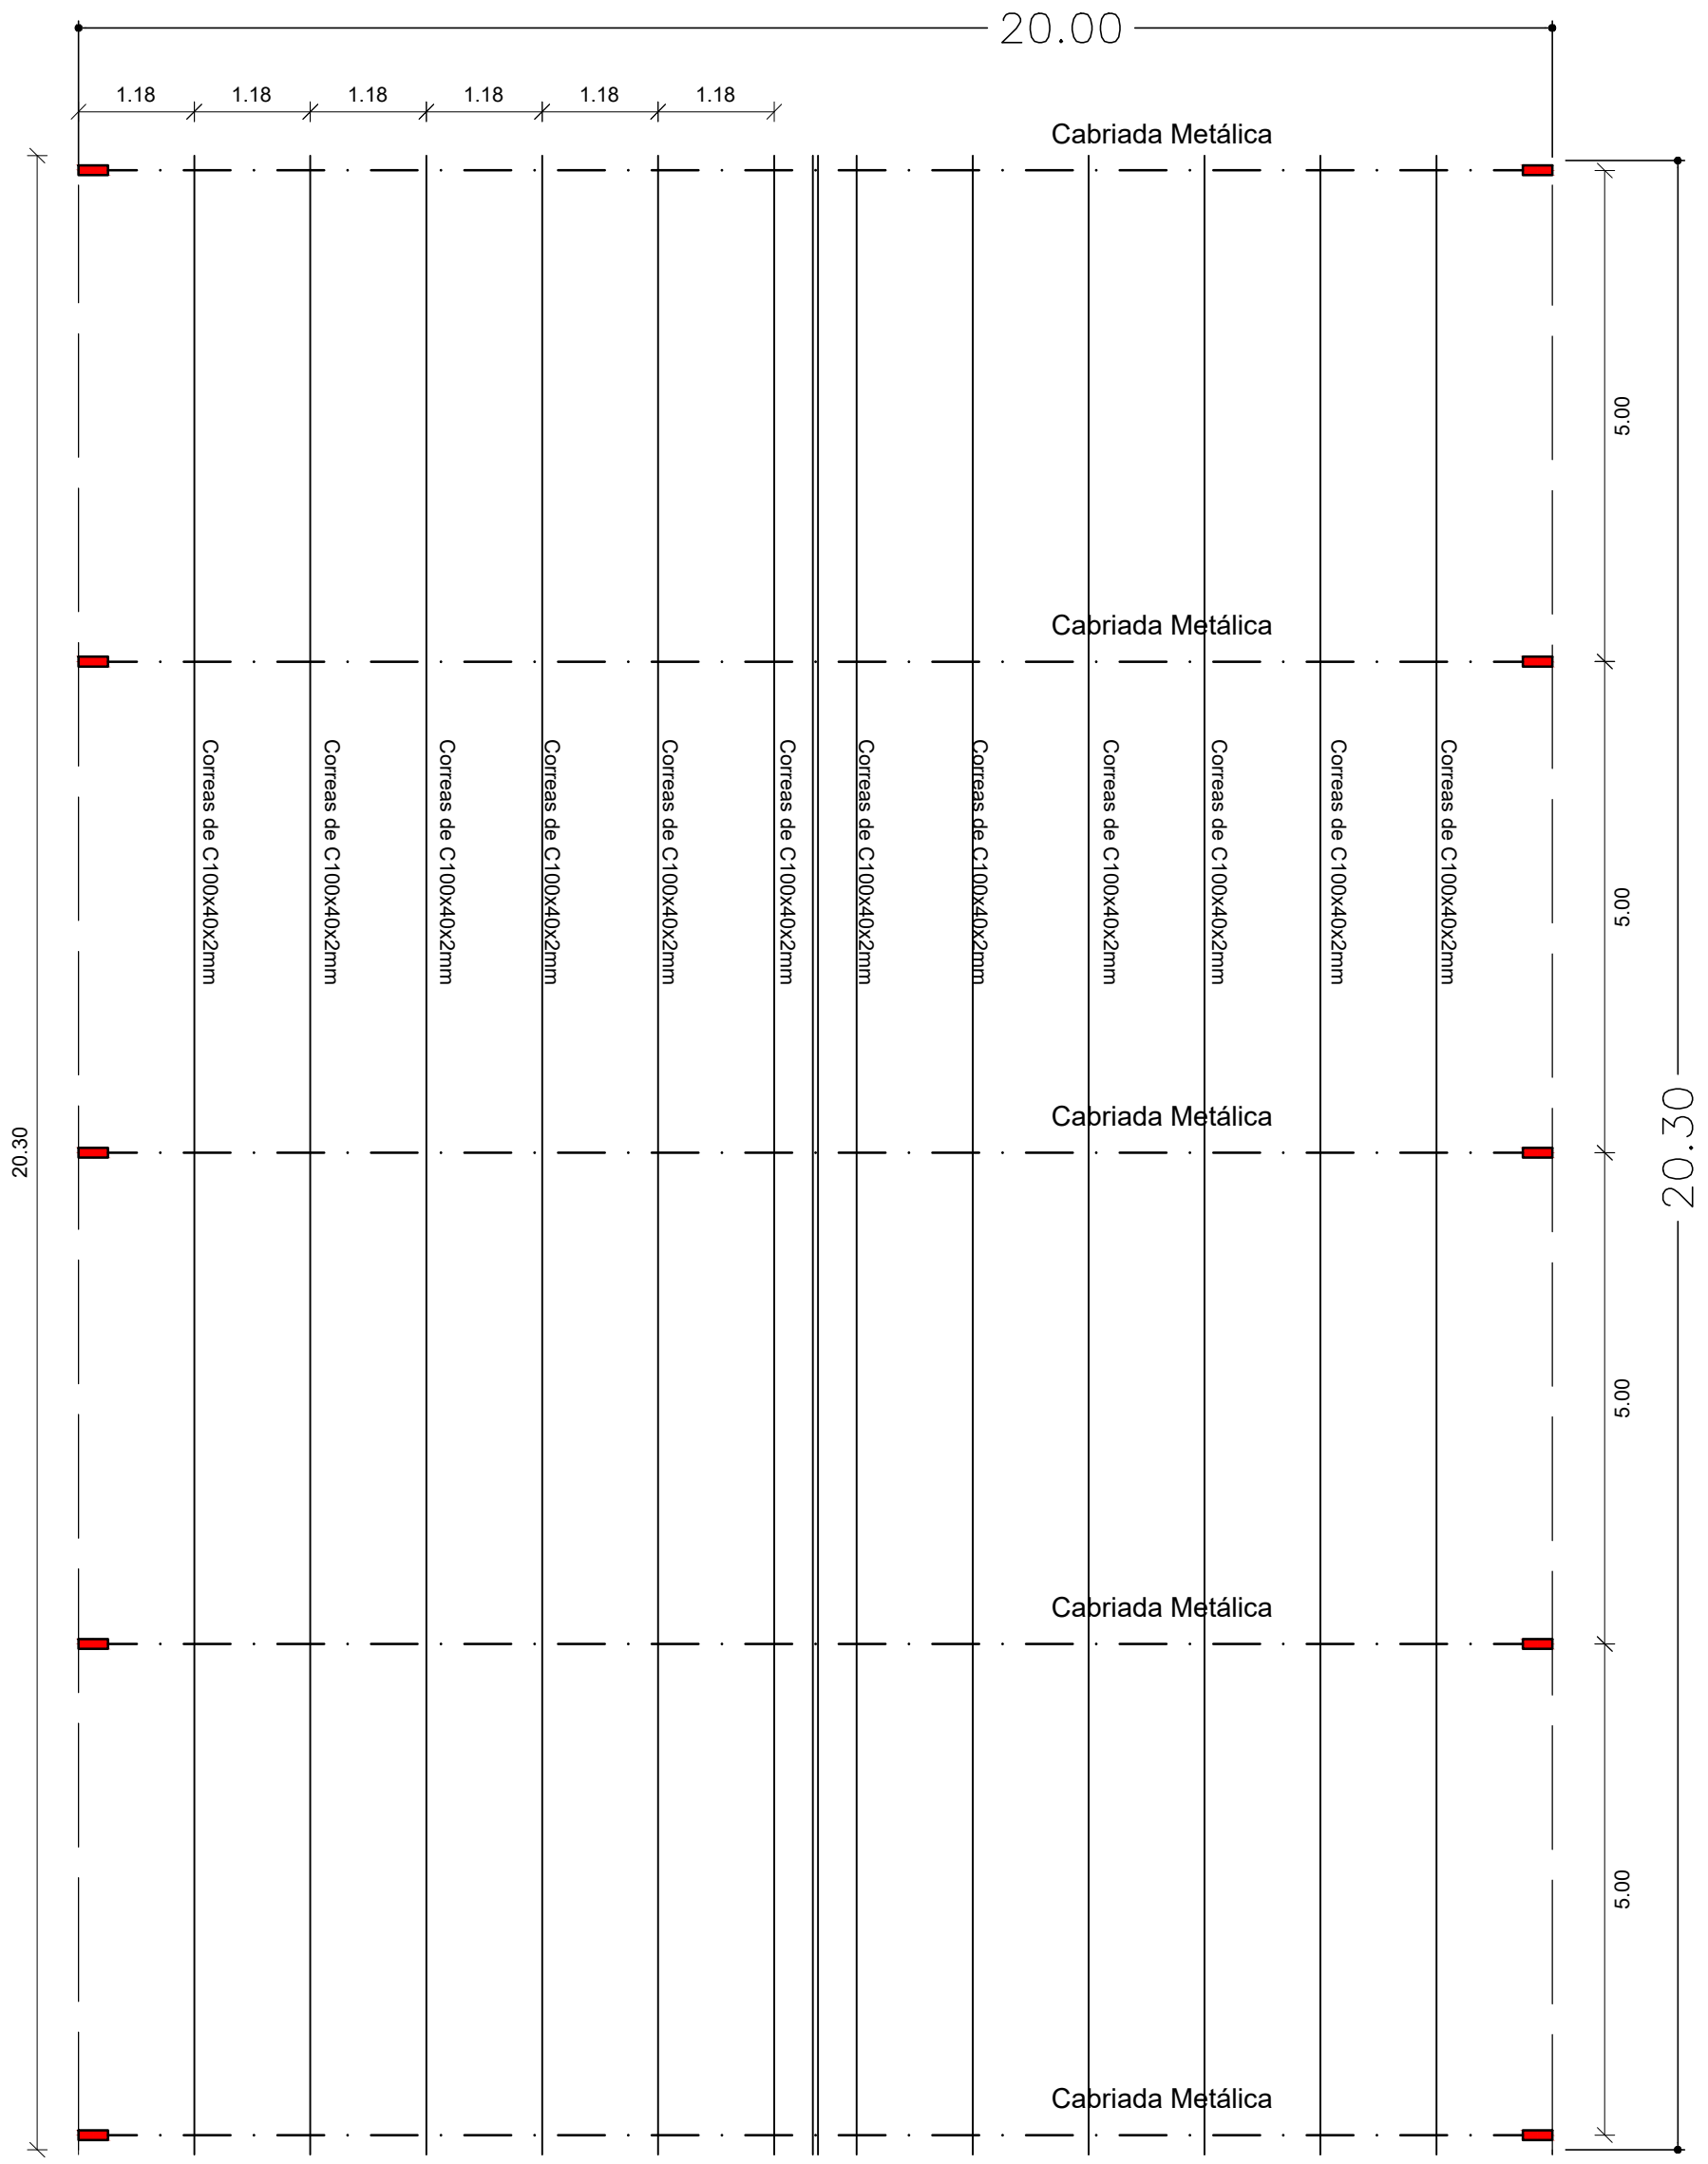 20.00
1.18
1.18
1.18
1.18
1.18
1.18
Cabriada Metálica
5.00
Cabriada Metálica
Correas de C100x40x2mm
Correas de C100x40x2mm
Correas de C100x40x2mm
Correas de C100x40x2mm
Correas de C100x40x2mm
Correas de C100x40x2mm
Correas de C100x40x2mm
Correas de C100x40x2mm
Correas de C100x40x2mm
Correas de C100x40x2mm
Correas de C100x40x2mm
Correas de C100x40x2mm
5.00
20.30
Cabriada Metálica
20.30
5.00
Cabriada Metálica
5.00
Cabriada Metálica